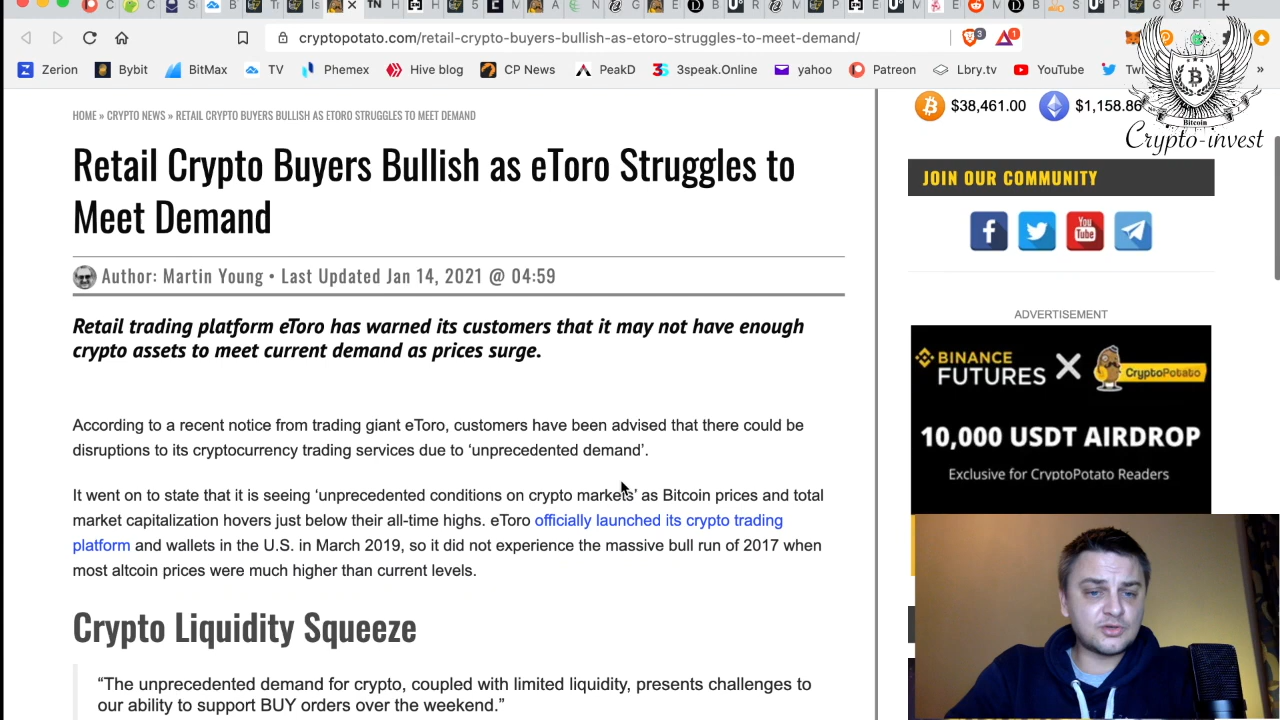 cryptopotato.com/retail-crypto-buyers-bullish-as-etoro-struggles-to-meet-demand/
3
1
Zerion
Bybit
BitMax
TV
Phemex
Hive blog
CP News
PeakD
3speak.Online
yahoo
Patreon
Lbry.tv
YouTube
»
Bitcoin
Crypto-invest
HOME » CRYPTO NEWS » RETAIL CRYPTO BUYERS BULLISH AS ETORO STRUGGLES TO MEET DEMAND
$38,461.00
$1,158.86
Retail Crypto Buyers Bullish as eToro Struggles to
Meet Demand
Author: Martin Young • Last Updated Jan 14, 2021 @ 04:59
Retail trading platform eToro has warned its customers that it may not have enough
crypto assets to meet current demand as prices surge.
According to a recent notice from trading giant eToro, customers have been advised that there could be
disruptions to its cryptocurrency trading services due to ‘unprecedented demand’.
It went on to state that it is seeing ‘unprecedented conditions on crypto markets’ as Bitcoin prices and total
market capitalization hovers just below their all-time highs. eToro officially launched its crypto trading
platform and wallets in the U.S. in March 2019, so it did not experience the massive bull run of 2017 when
most altcoin prices were much higher than current levels.
Crypto Liquidity Squeeze
“The unprecedented demand for crypto, coupled with limited liquidity, presents challenges to
our ability to support BUY orders over the weekend.”
JOIN OUR COMMUNITY
You
Tube
ADVERTISEMENT
BINANCE
FUTURES
X
CryptoPotato
10,000 USDT AIRDROP
Exclusive for CryptoPotato Readers